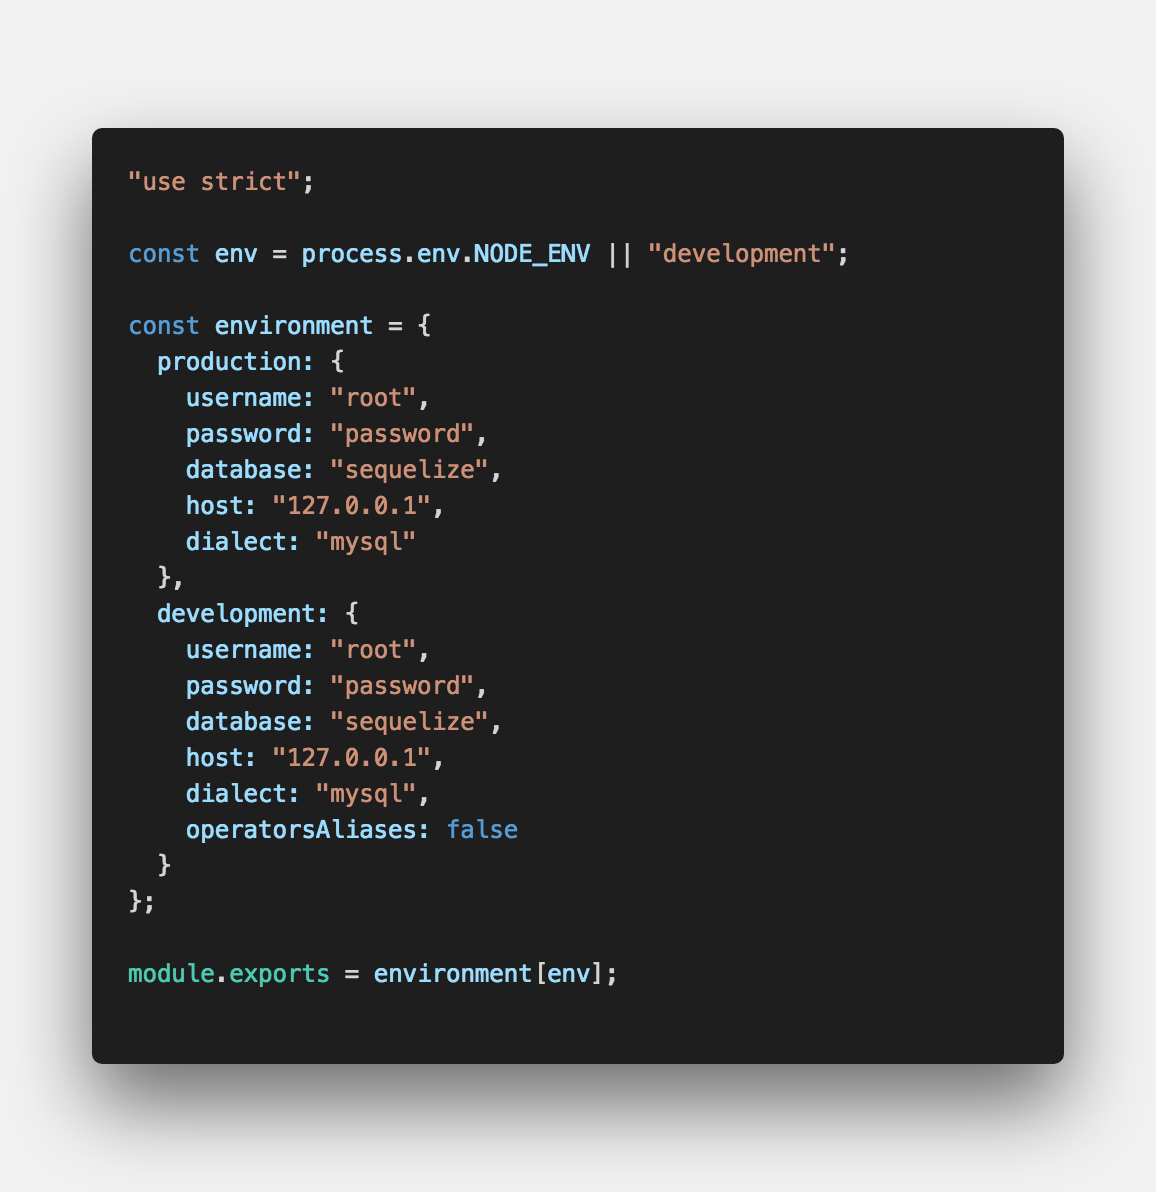 "use strict";
const env = process.env.NODE_ENV || "development";
const environment = {
  production: {
    username: "root",
    password: "password",
    database: "sequelize",
    host: "127.0.0.1",
    dialect: "mysql"
  },
  development: {
    username: "root",
    password: "password",
    database: "sequelize",
    host: "127.0.0.1",
    dialect: "mysql",
    operatorsAliases: false
  }
};
module.exports = environment[env];